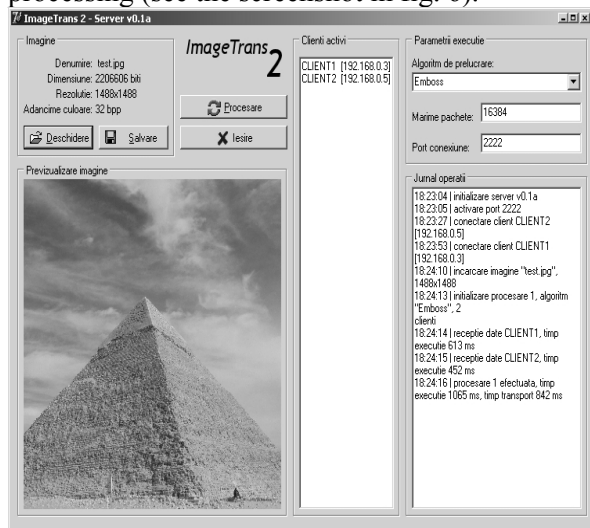 processing (see the screenshot in fig. 6).
ImageTrans 2 - Server v0.1a
Imagine
Denumire: test.jpg
Dimensiune: 2206606 biti
Rezolutie: 1488x1488
Adancime culoare: 32 bpp
Deschidere
Salvare
ImageTrans 2
Procesare
Iesire
Previzualizare imagine
Clienti activi
CLIENT1 [192.168.0.3]
CLIENT2 [192.168.0.5]
Parametrii executie
Algoritm de prelucrare:
Emboss
Marime pachete: 16384
Port conexiune: 2222
Jurnal operatii
18:23:04 | initializare server v0.1a
18:23:05 | activare port 2222
18:23:27 | conectare client CLIENT2
[192.168.0.5]
18:23:53 | conectare client CLIENT1
[192.168.0.3]
18:24:10 | incarcare imagine "test.jpg",
1488x1488
18:24:13 | initializare procesare 1, algoritm
"Emboss", 2
clienti
18:24:14 | receptie date CLIENT1, timp
executie 613 ms
18:24:15 | receptie date CLIENT2, timp
executie 452 ms
18:24:16 | procesare 1 efectuata, timp
executie 1065 ms, timp transport 842 ms